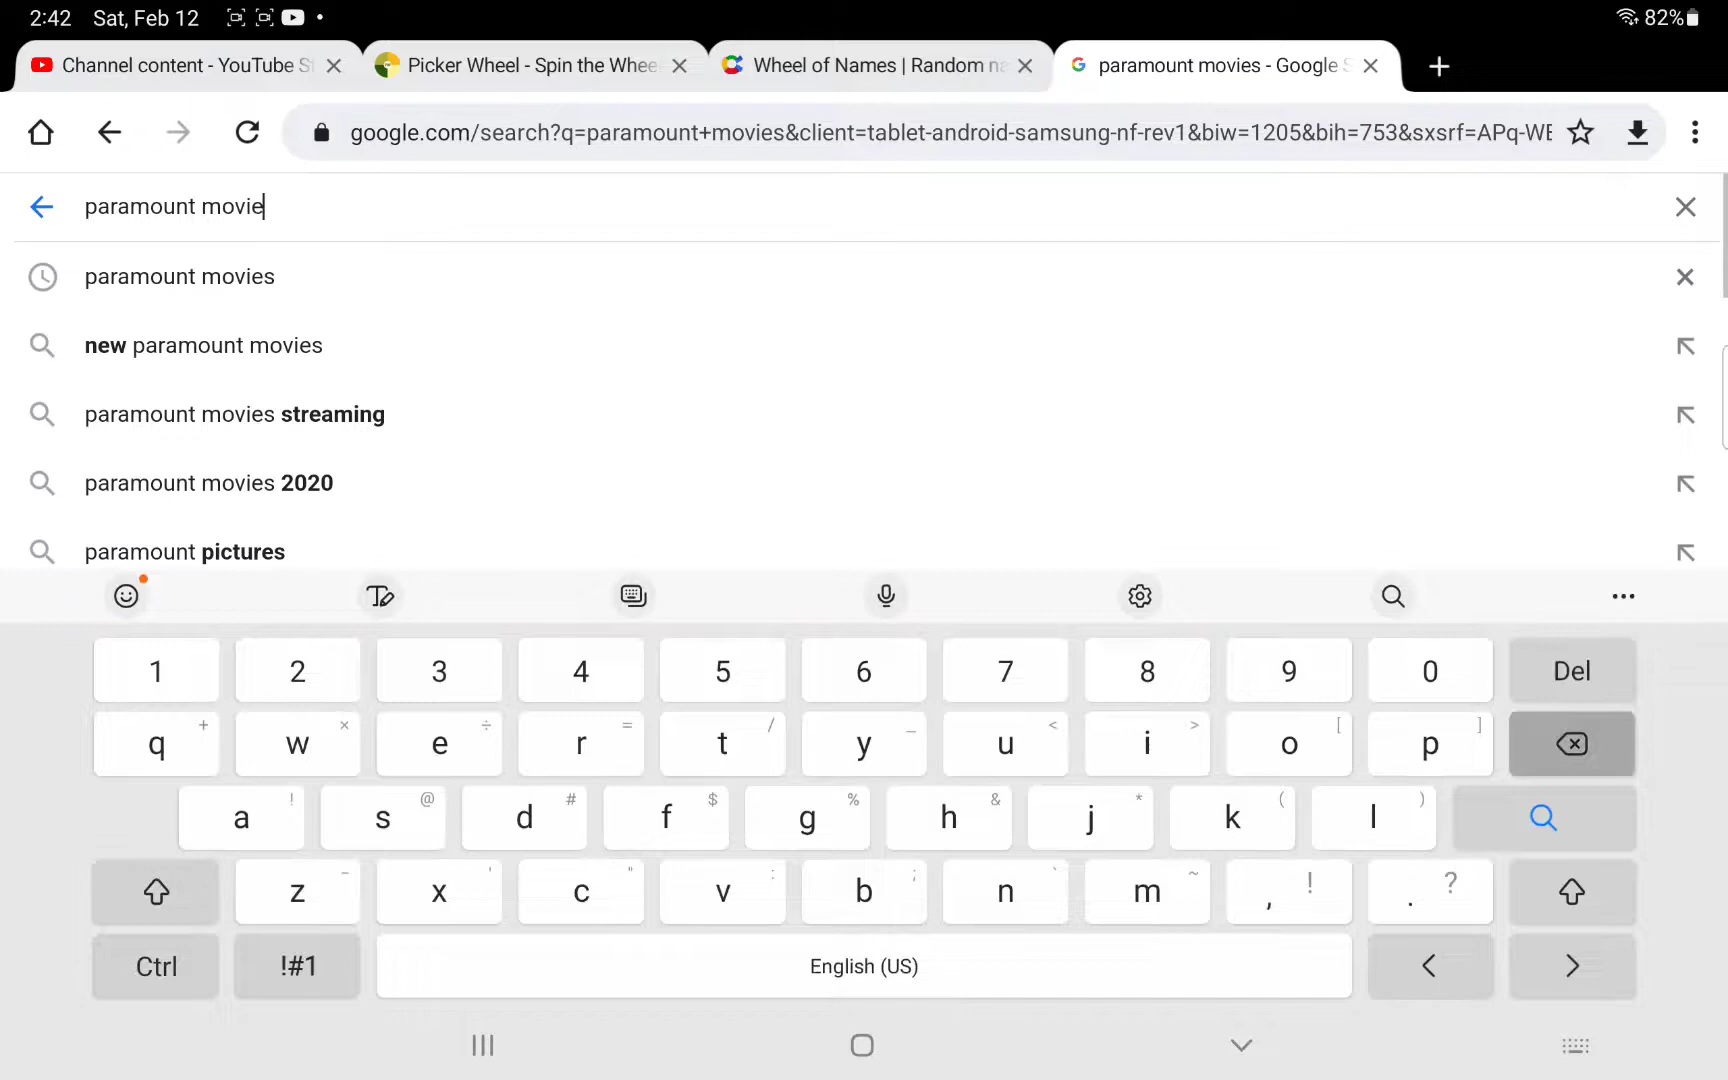 2:42 Sat, Feb 12 82%
Channel content - YouTube S Picker Wheel - Spin the Whee Wheel of Names | Random na paramount movies - Google S
google.com/search?q=paramount+movies&client=tablet-android-samsung-nf-rev1&biw=1205&bih=753&sxsrf=APq-WE
paramount movie
paramount movies
new paramount movies
paramount movies streaming
paramount movies 2020
paramount pictures
1 2 3 4 5 6 7 8 9 0 Del
q + w × e ÷ r = t / y _ u < i > o [ p ]
a ! s @ d # f $ g % h & j * k ( l )
z - x ' c " v : b ; n ` m ~ , ! . ?
Ctrl !#1 English (US) < >